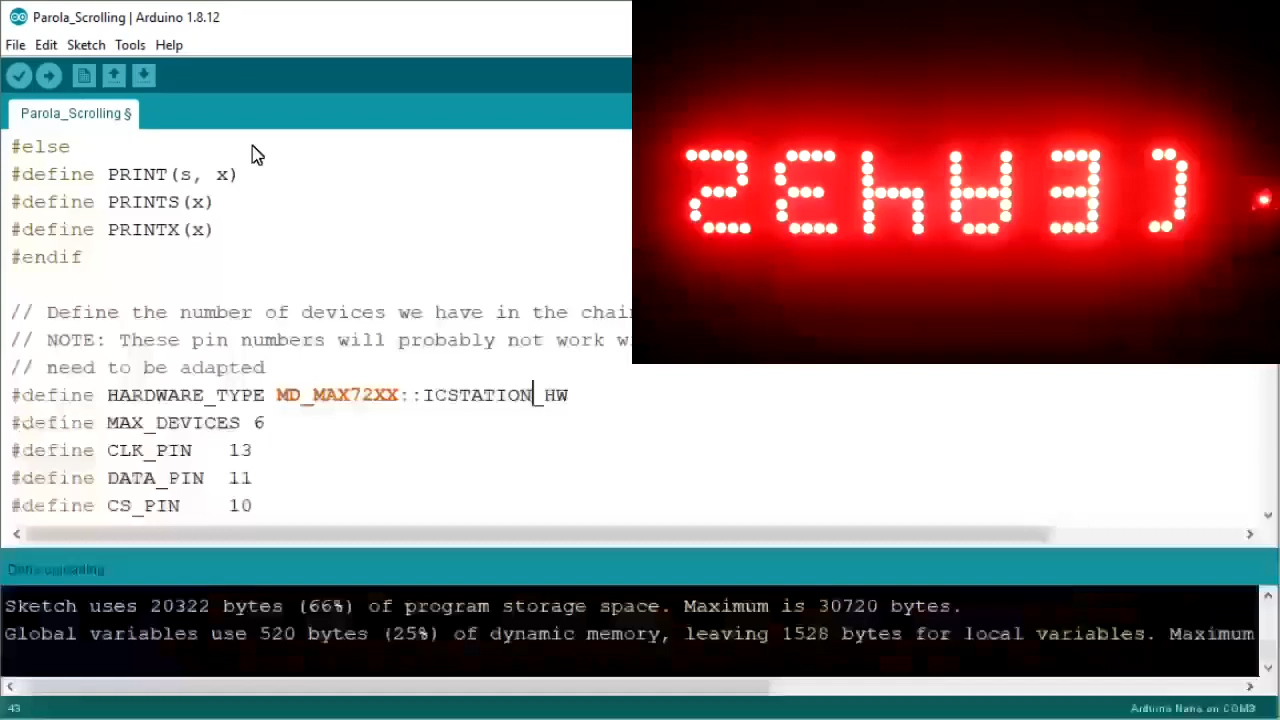 Parola_Scrolling | Arduino 1.8.12
File Edit Sketch Tools Help
Parola_Scrolling §
#else
#define PRINT(s, x)
#define PRINTS(x)
#define PRINTX(x)
#endif
// Define the number of devices we have in the chain
// NOTE: These pin numbers will probably not work w
// need to be adapted
#define HARDWARE_TYPE MD_MAX72XX::ICSTATION_HW
#define MAX_DEVICES 6
#define CLK_PIN 13
#define DATA_PIN 11
#define CS_PIN 10
Done uploading
Sketch uses 20322 bytes (66%) of program storage space. Maximum is 30720 bytes.
Global variables use 520 bytes (25%) of dynamic memory, leaving 1528 bytes for local variables. Maximum
43
Arduino Nano on COM3